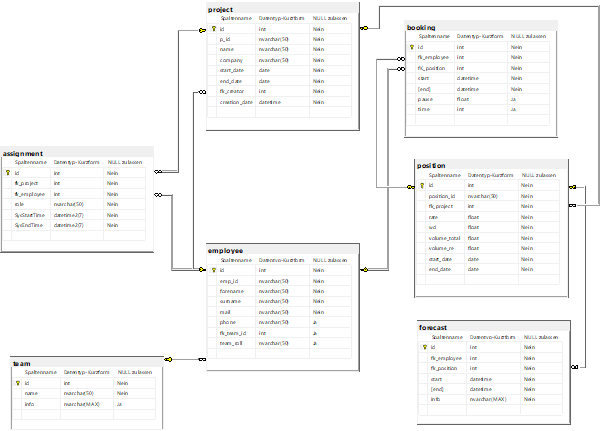 project
Spaltenname Datentyp-Kurzform NULL zulassen
id int Nein
p_id nvarchar(50) Nein
name nvarchar(50) Nein
company nvarchar(50) Nein
start_date date Nein
end_date date Nein
fk_creator int Nein
creation_date datetime Nein
booking
Spaltenname Datentyp-Kurzform NULL zulassen
id int Nein
fk_employee int Nein
fk_position int Nein
start datetime Nein
[end] datetime Nein
pause float Ja
time int Ja
assignment
Spaltenname Datentyp-Kurzform NULL zulassen
id int Nein
fk_project int Nein
fk_employee int Nein
role nvarchar(50) Nein
SysStartTime datetime2(7) Nein
SysEndTime datetime2(7) Nein
position
Spaltenname Datentyp-Kurzform NULL zulassen
id int Nein
position_id nvarchar(50) Nein
fk_project int Nein
rate float Nein
wd float Nein
volume_total float Nein
volume_re float Nein
start_date date Nein
end_date date Nein
employee
Spaltenname Datentyp-Kurzform NULL zulassen
id int Nein
emp_id nvarchar(50) Nein
forename nvarchar(50) Nein
surname nvarchar(50) Nein
mail nvarchar(50) Nein
phone nvarchar(50) Ja
fk_team_id int Ja
team_roll nvarchar(50) Ja
forecast
Spaltenname Datentyp-Kurzform NULL zulassen
id int Nein
fk_employee int Nein
fk_position int Nein
start datetime Nein
[end] datetime Nein
info nvarchar(MAX) Nein
team
Spaltenname Datentyp-Kurzform NULL zulassen
id int Nein
name nvarchar(50) Nein
info nvarchar(MAX) Ja